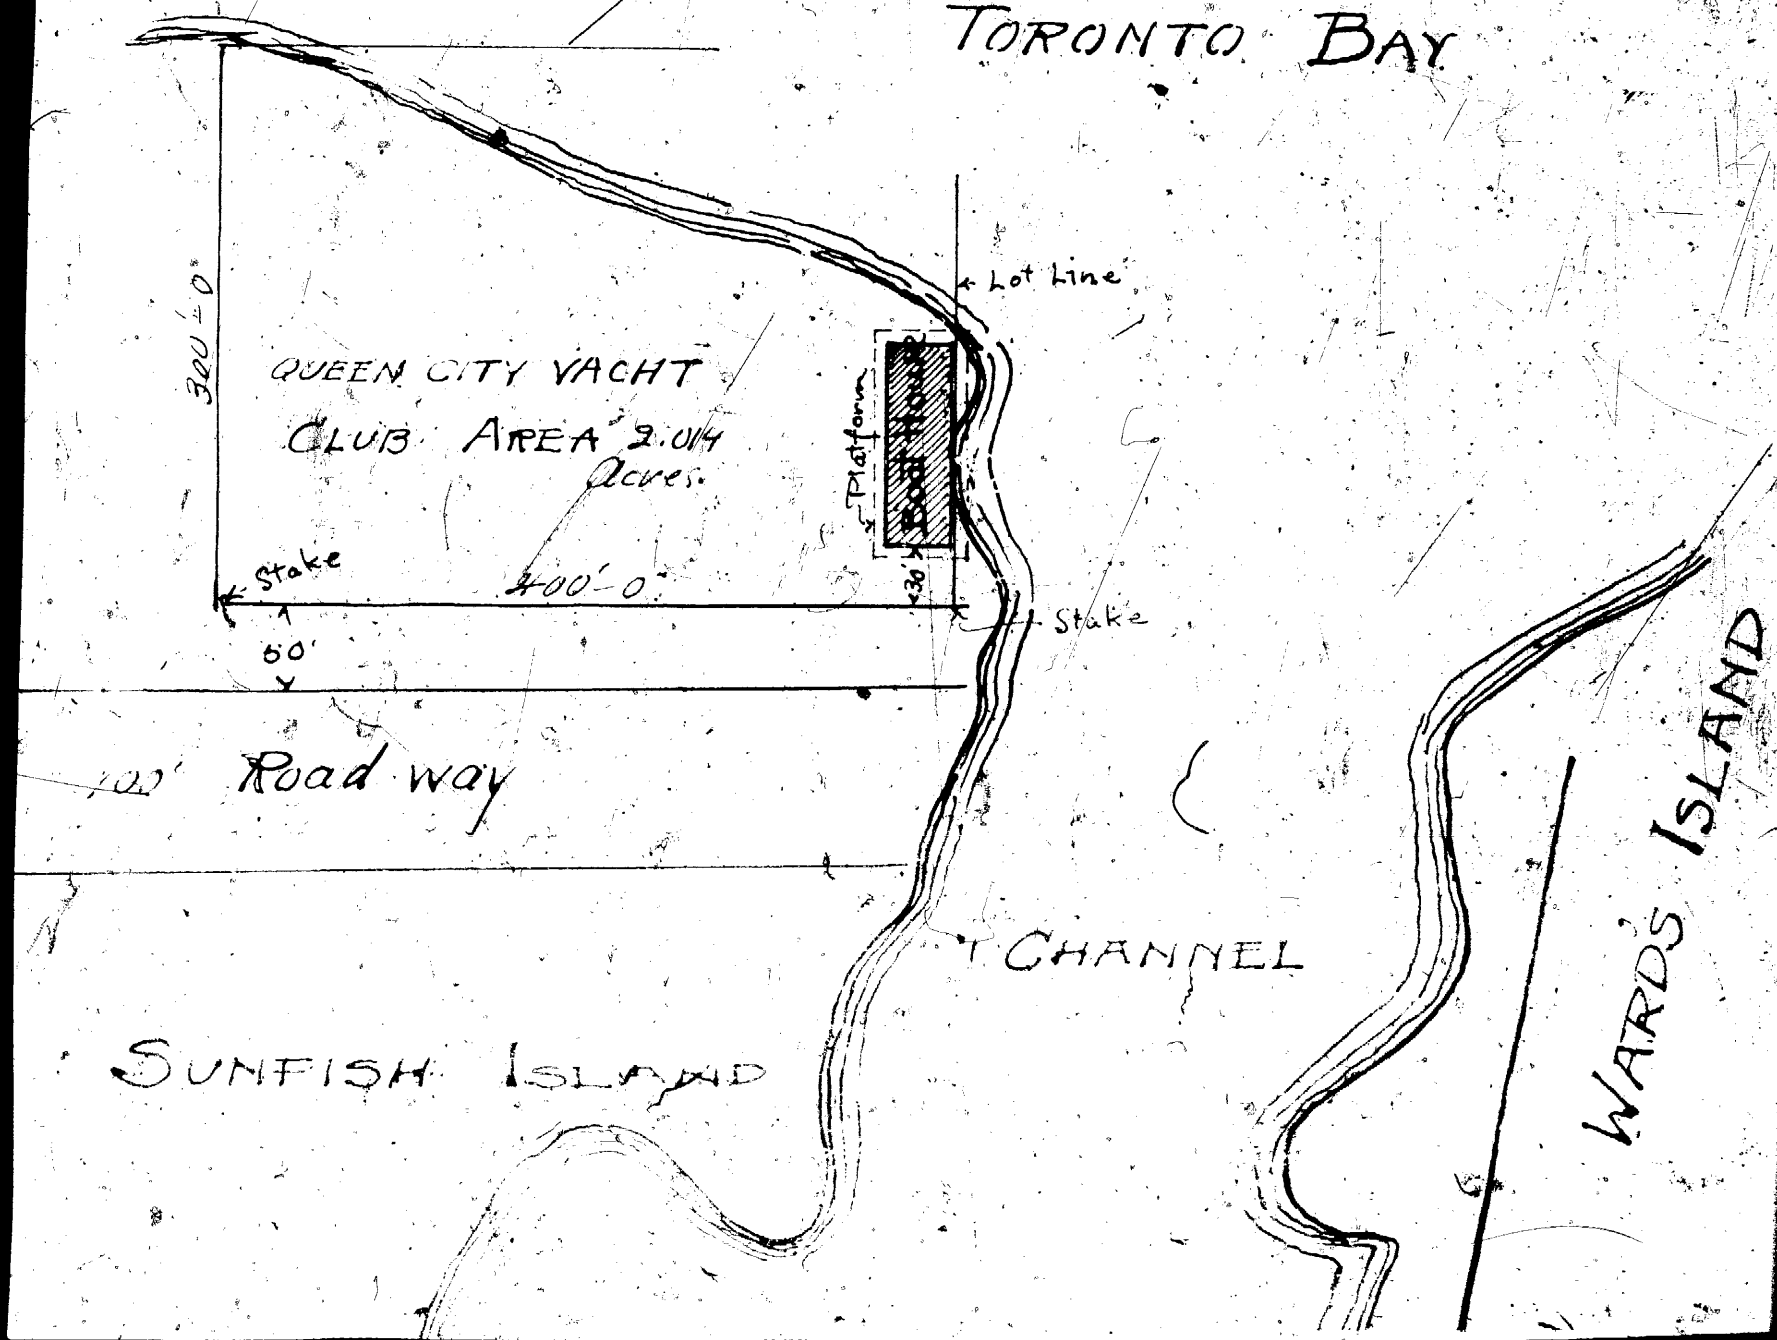 TORONTO BAY
Lot Line
300'-0"
QUEEN CITY YACHT
CLUB AREA 2.014
Acres.
Platform
Boat House
Stake
400'-0"
30'
Stake
50'
100' Road way
CHANNEL
SUNFISH ISLAND
WARD'S ISLAND